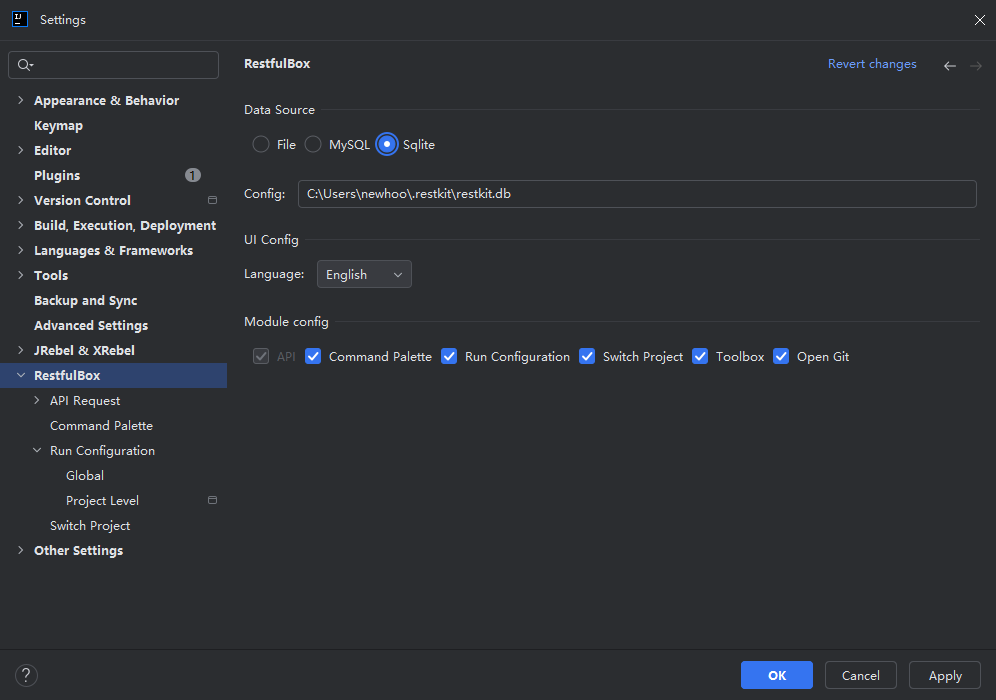 Settings
RestfulBox
Revert changes
Appearance & Behavior
Keymap
Editor
Plugins 1
Version Control
Build, Execution, Deployment
Languages & Frameworks
Tools
Backup and Sync
Advanced Settings
JRebel & XRebel
RestfulBox
API Request
Command Palette
Run Configuration
Global
Project Level
Switch Project
Other Settings
Data Source
File MySQL Sqlite
Config: C:\Users\newhoo\.restkit\restkit.db
UI Config
Language: English
Module config
API Command Palette Run Configuration Switch Project Toolbox Open Git
? OK Cancel Apply